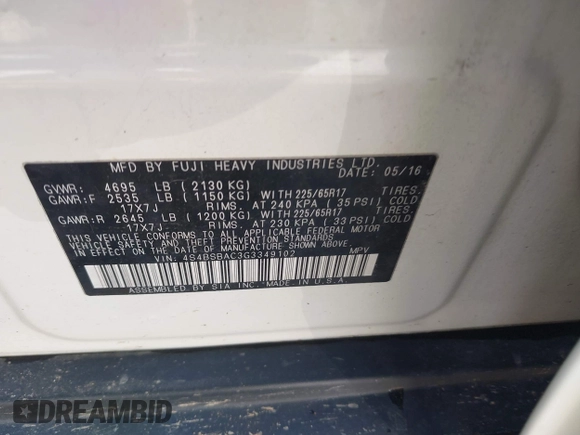 MFD BY FUJI HEAVY INDUSTRIES LTD.
DATE: 05/16
GVWR: 4695 LB ( 2130 KG)
GAWR:F 2535 LB ( 1150 KG) WITH 225/65R17 TIRES.
17X7J RIMS. AT 240 KPA ( 35 PSI) COLD
GAWR:R 2645 LB ( 1200 KG) WITH 225/65R17 TIRES.
17X7J RIMS. AT 230 KPA ( 33 PSI) COLD
THIS VEHICLE CONFORMS TO ALL APPLICABLE FEDERAL MOTOR
VEHICLE SAFETY, BUMPER, AND THEFT PREVENTION STANDARDS
IN EFFECT ON THE DATE OF MANUFACTURE SHOWN ABOVE.
VIN: 4S4BSBAC3G3349102 MPV
ASSEMBLED BY SIA INC. MADE IN U.S.A.
DREAMBID